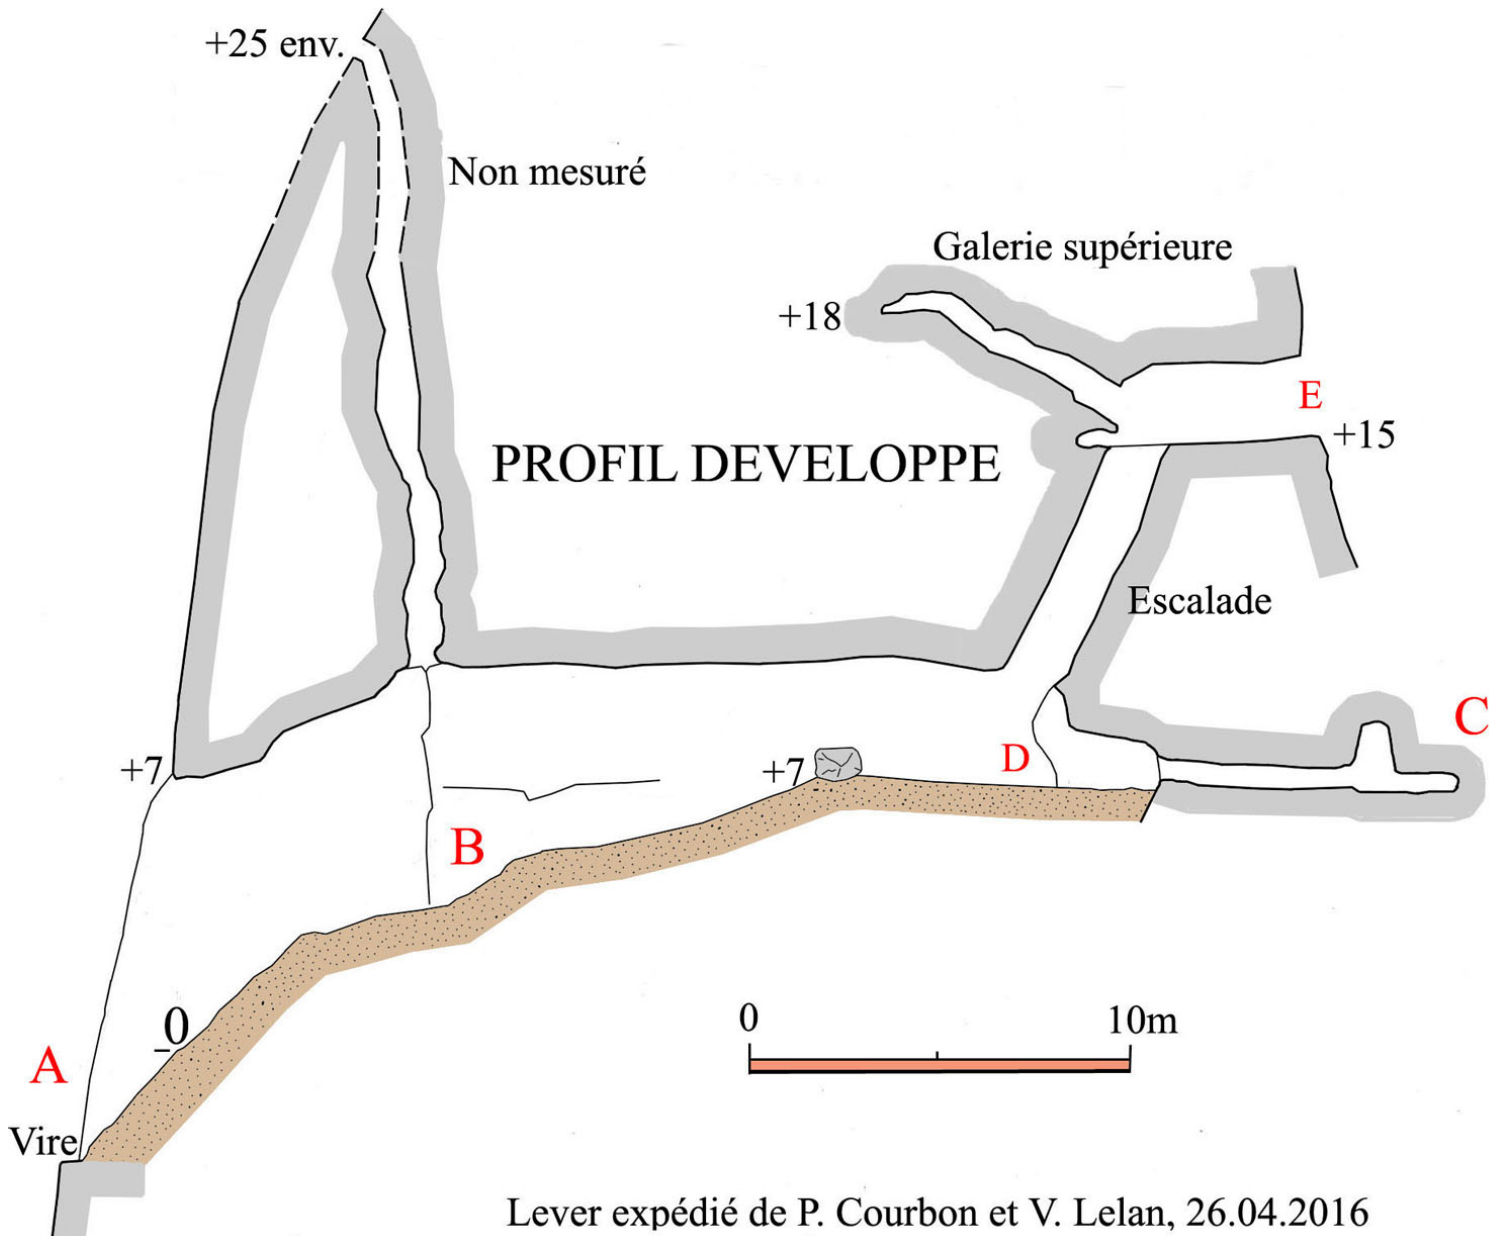 +25 env.
Non mesuré
Galerie supérieure
+18
E
+15
PROFIL DEVELOPPE
Escalade
C
+7
+7
D
B
0
0
10m
A
Vire
Lever expédié de P. Courbon et V. Lelan, 26.04.2016